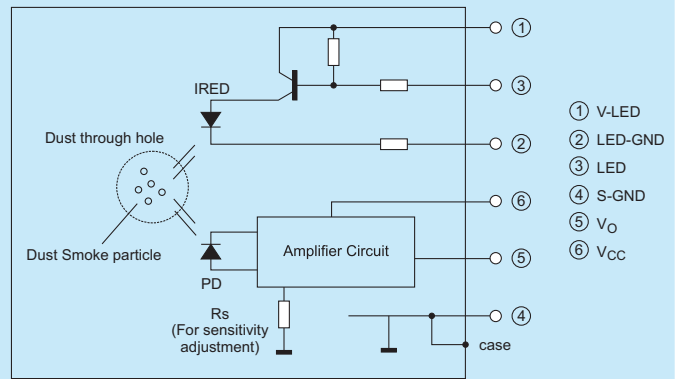 ①
IRED
③
Dust through hole
②
⑥
Amplifier Circuit
⑤
Dust Smoke particle
PD
Rs
(For sensitivity
adjustment)
④
case
① V-LED
② LED-GND
③ LED
④ S-GND
⑤ VO
⑥ VCC